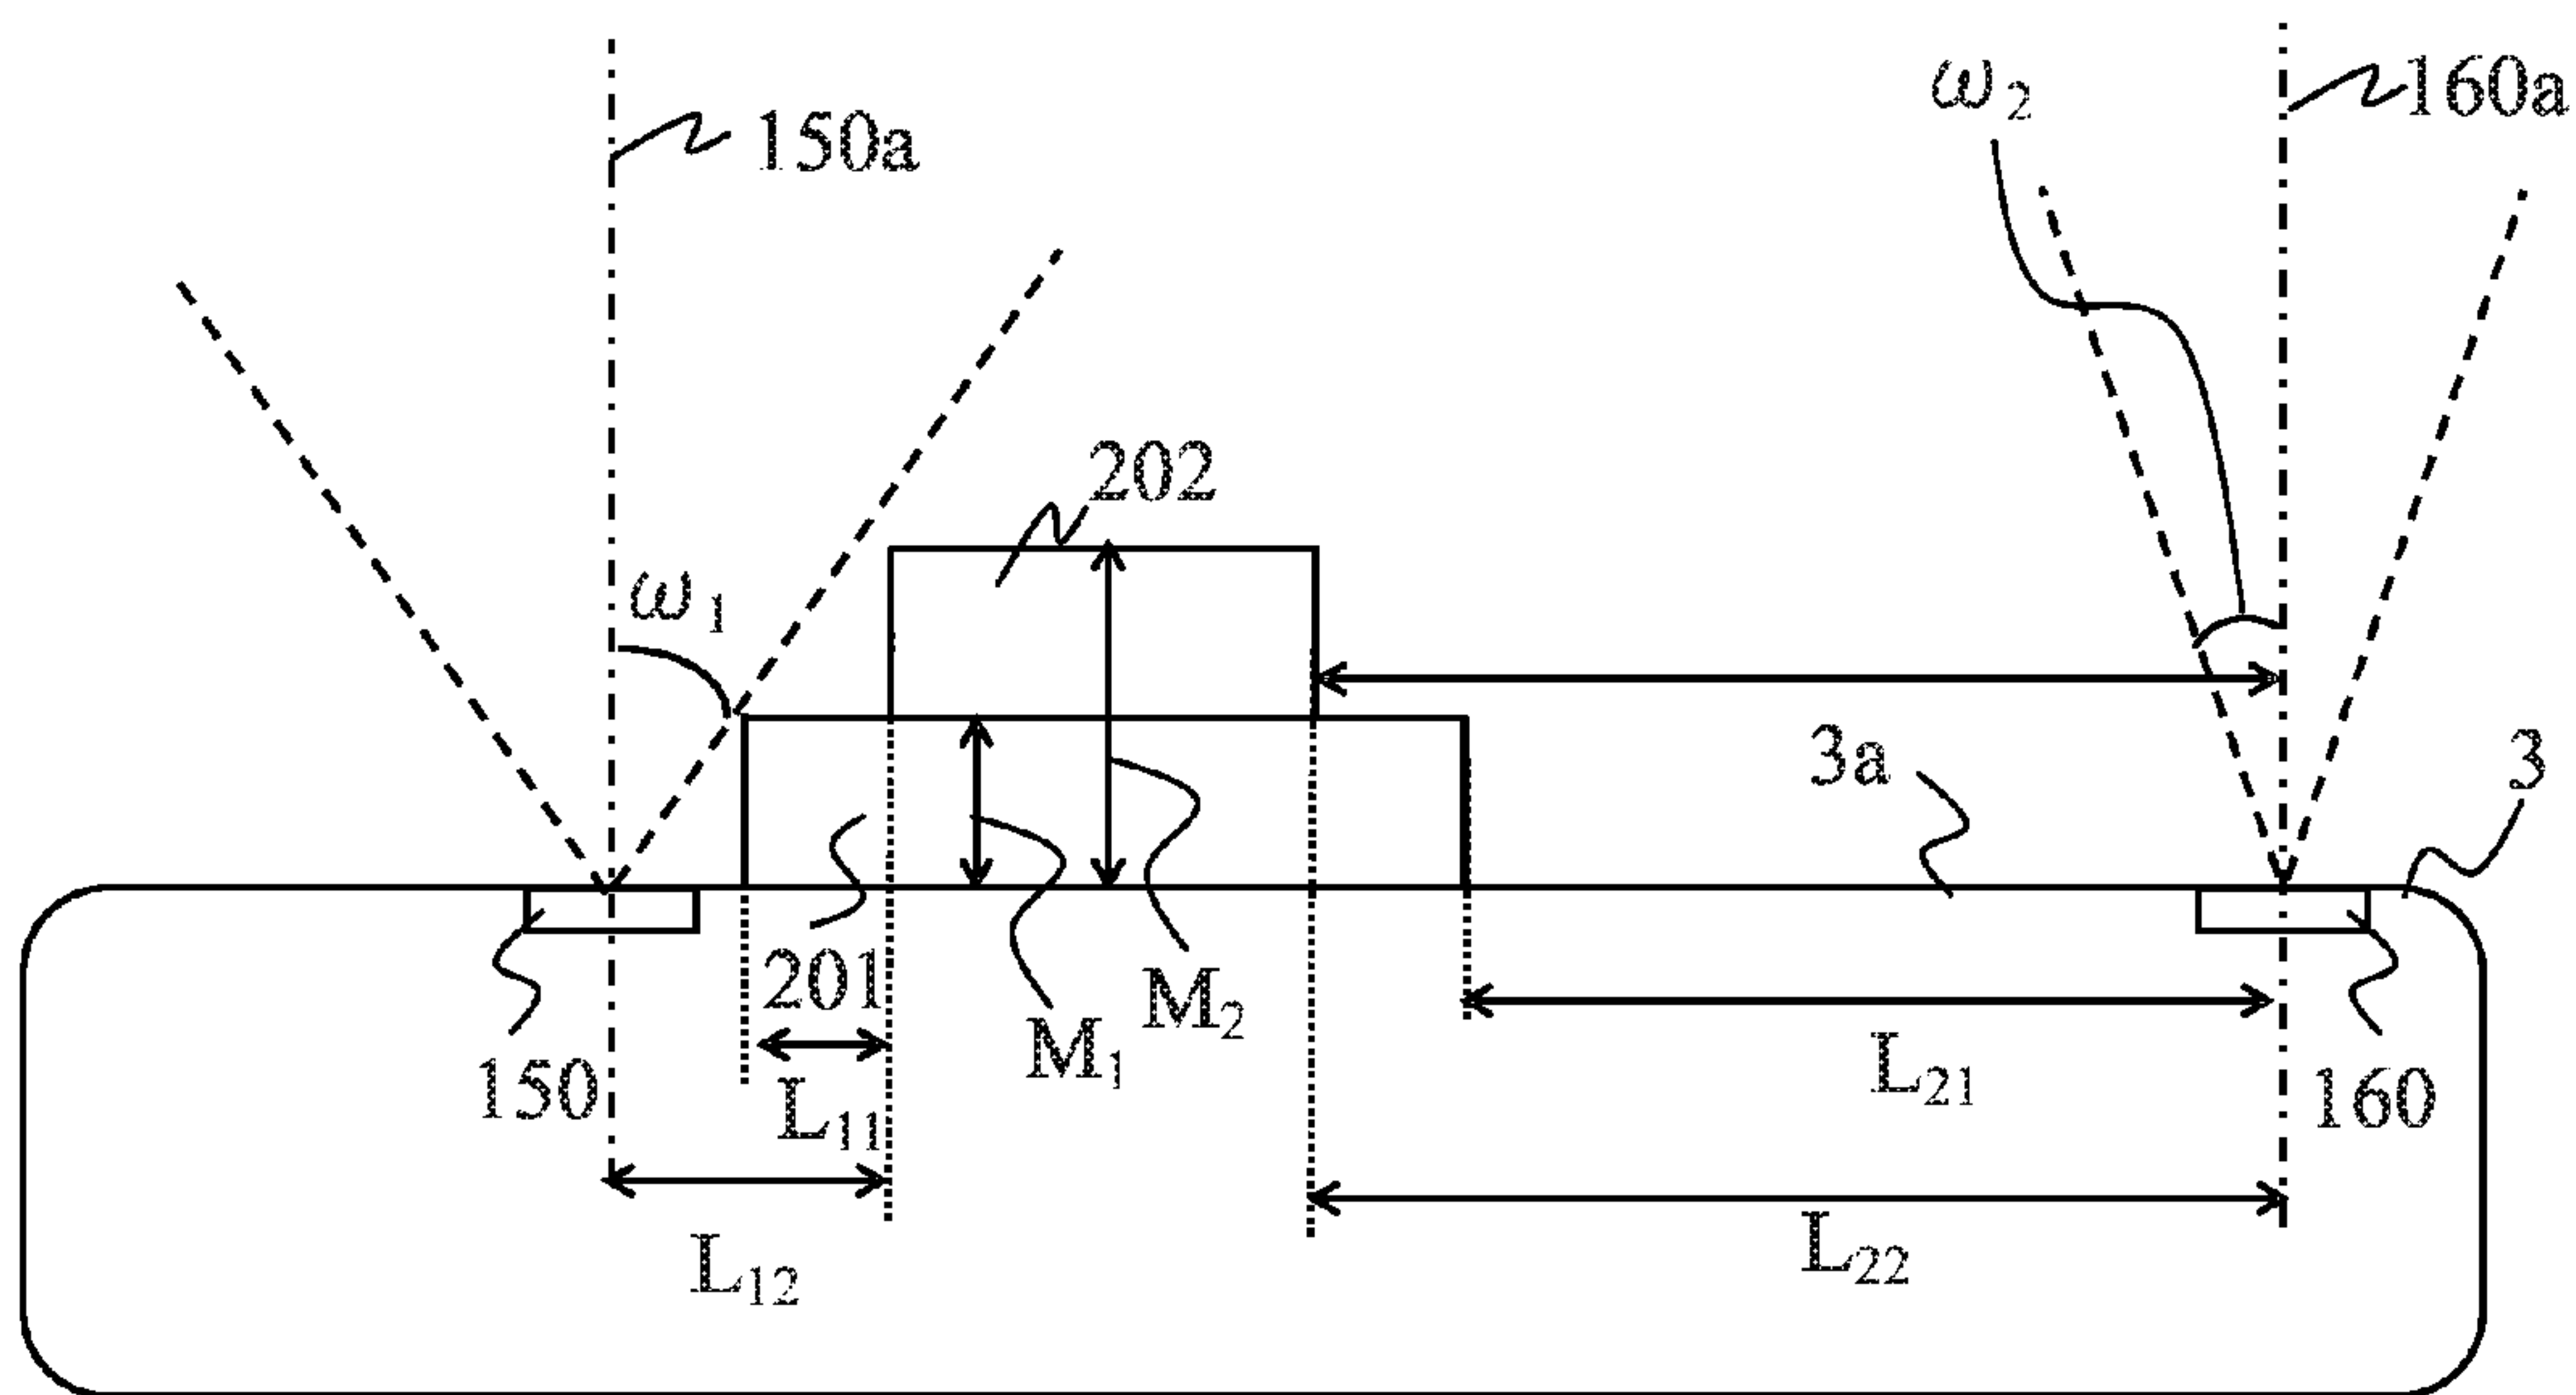 160a
ω₂
150a
202
ω₁
3a
3
201
M₂
M₁
L₂₁
150
L₁₁
160
L₂₂
L₁₂